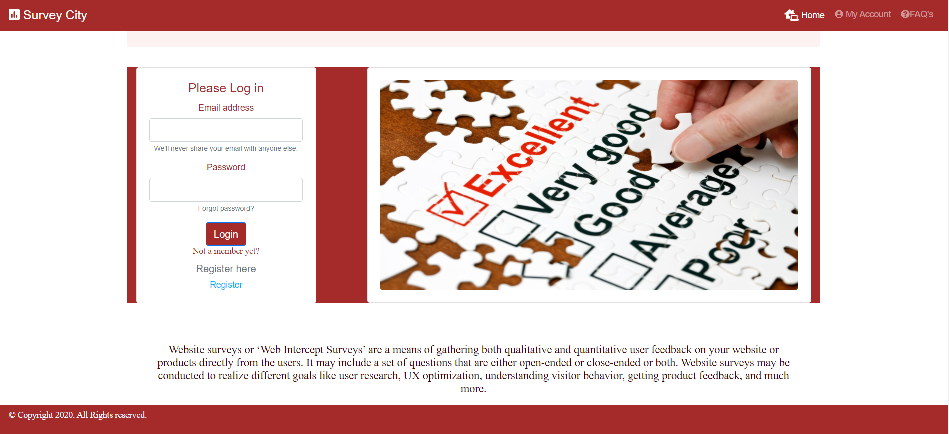 Survey City
Home My Account FAQ's
Please Log in
Email address
We'll never share your email with anyone else.
Password
Forgot password?
Login
Not a member yet?
Register here
Register
Excellent
Very good
Good
Average
Poor
Website surveys or ‘Web Intercept Surveys’ are a means of gathering both qualitative and quantitative user feedback on your website or
products directly from the users. It may include a set of questions that are either open-ended or close-ended or both. Website surveys may be
conducted to realize different goals like user research, UX optimization, understanding visitor behavior, getting product feedback, and much
more.
© Copyright 2020. All Rights reserved.